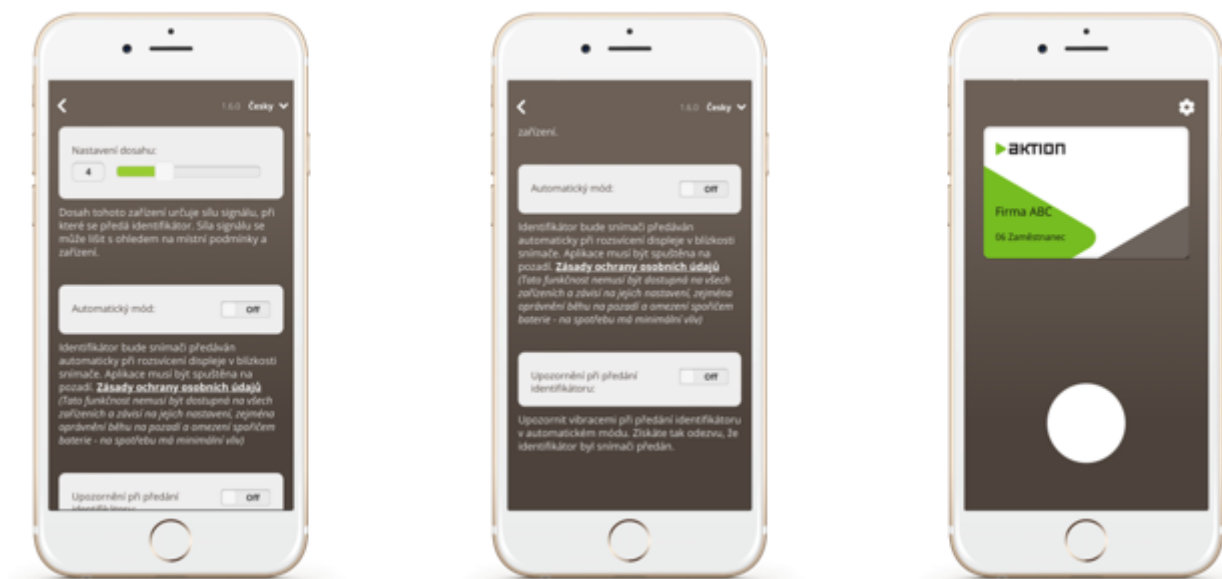 1.6.0 Česky
Nastavení dosahu:
4
Dosah tohoto zařízení určuje sílu signálu, při
které se předá identifikátor. Síla signálu se
může lišit s ohledem na místní podmínky a
zařízení.
Automatický mód:
Off
Identifikátor bude snímači předáván
automaticky při rozsvícení displeje v blízkosti
snímače. Aplikace musí být spuštěna na
pozadí. Zásady ochrany osobních údajů
(Tato funkčnost nemusí být dostupná na všech
zařízeních a závisí na jejich nastavení, zejména
oprávnění běhu na pozadí a omezení spořičem
baterie - na spotřebu má minimální vliv)
Upozornění při předání
identifikátoru:
Off
1.6.0 Česky
zařízení.
Automatický mód:
Off
Identifikátor bude snímači předáván
automaticky při rozsvícení displeje v blízkosti
snímače. Aplikace musí být spuštěna na
pozadí. Zásady ochrany osobních údajů
(Tato funkčnost nemusí být dostupná na všech
zařízeních a závisí na jejich nastavení, zejména
oprávnění běhu na pozadí a omezení spořičem
baterie - na spotřebu má minimální vliv)
Upozornění při předání
identifikátoru:
Off
Upozornit vibracemi při předání identifikátoru
v automatickém módu. Získáte tak odezvu, že
identifikátor byl snímači předán.
aktion
Firma ABC
06 Zaměstnanec